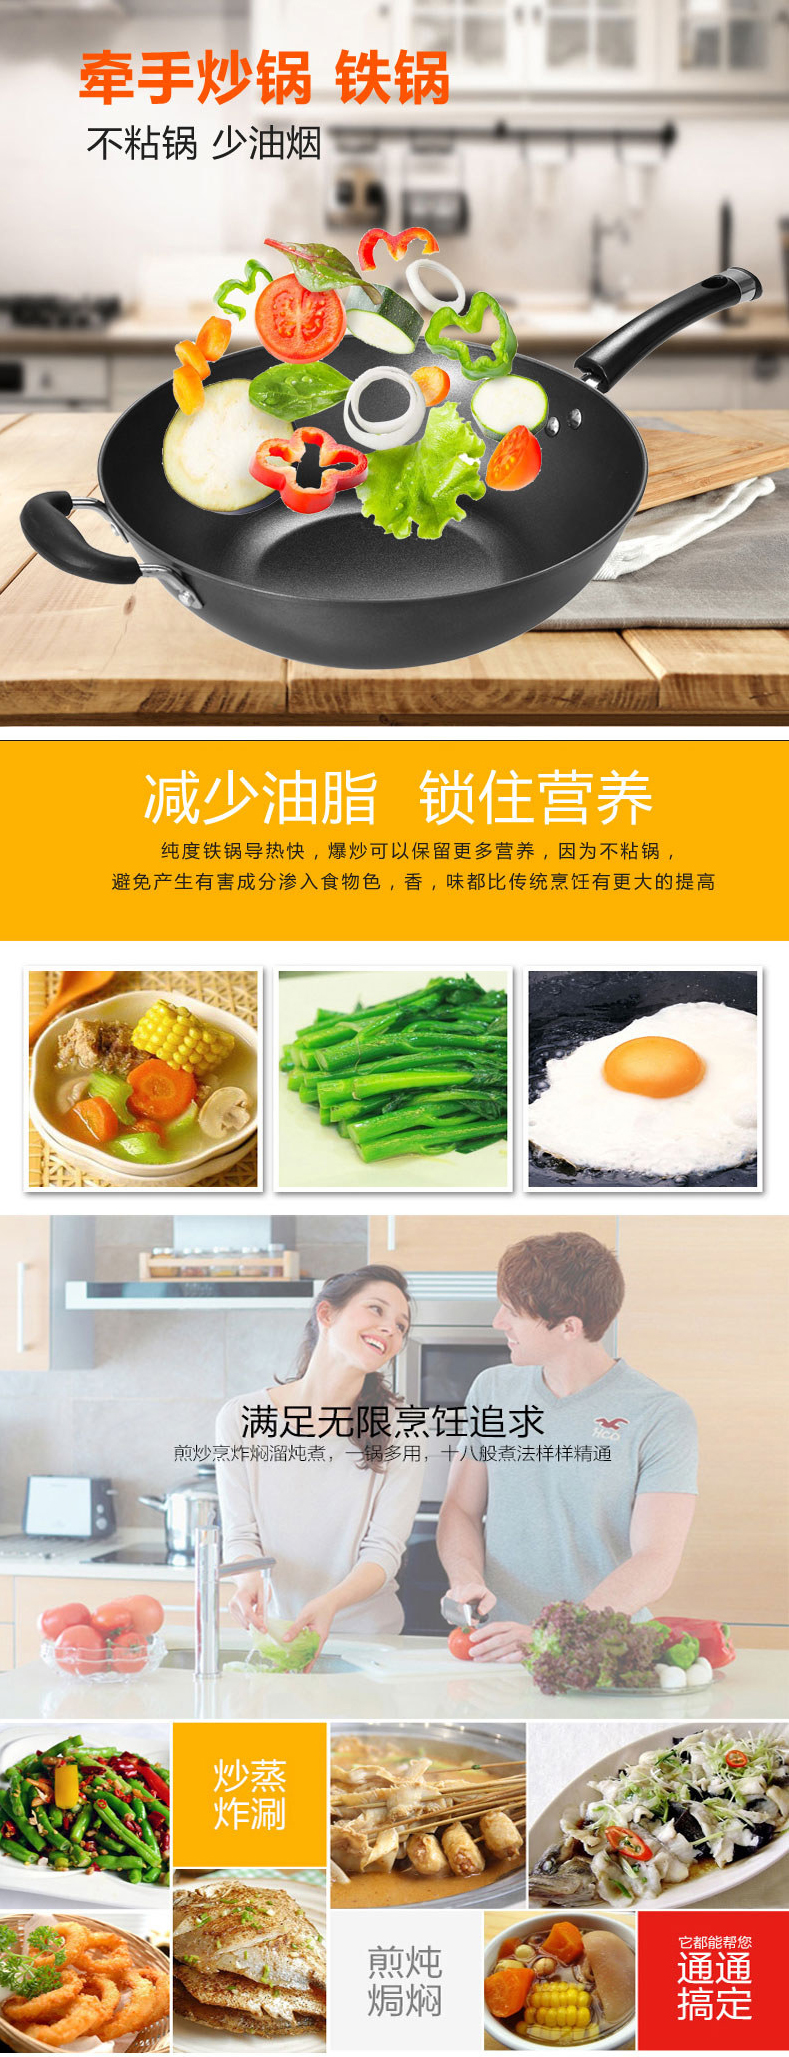 牵手炒锅 铁锅
不粘锅 少油烟
减少油脂 锁住营养
纯度铁锅导热快，爆炒可以保留更多营养，因为不粘锅，
避免产生有害成分渗入食物色，香，味都比传统烹饪有更大的提高
HCO
满足无限烹饪追求
煎炒烹炸焖溜炖煮，一锅多用，十八般煮法样样精通
炒蒸
炸涮
煎炖
焗焖
它都能帮您
通通
搞定